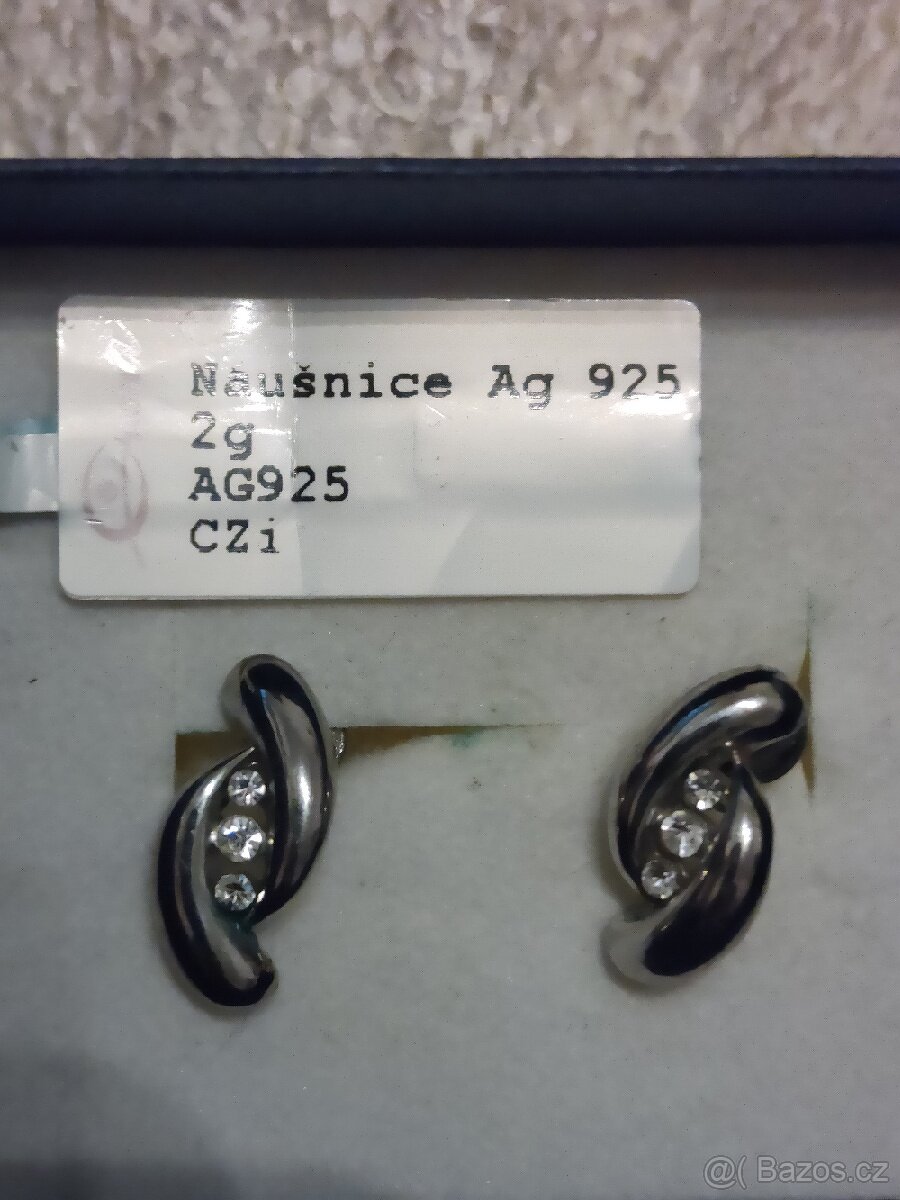 Náušnice Ag 925
2g
AG925
CZi
@( Bazos.cz